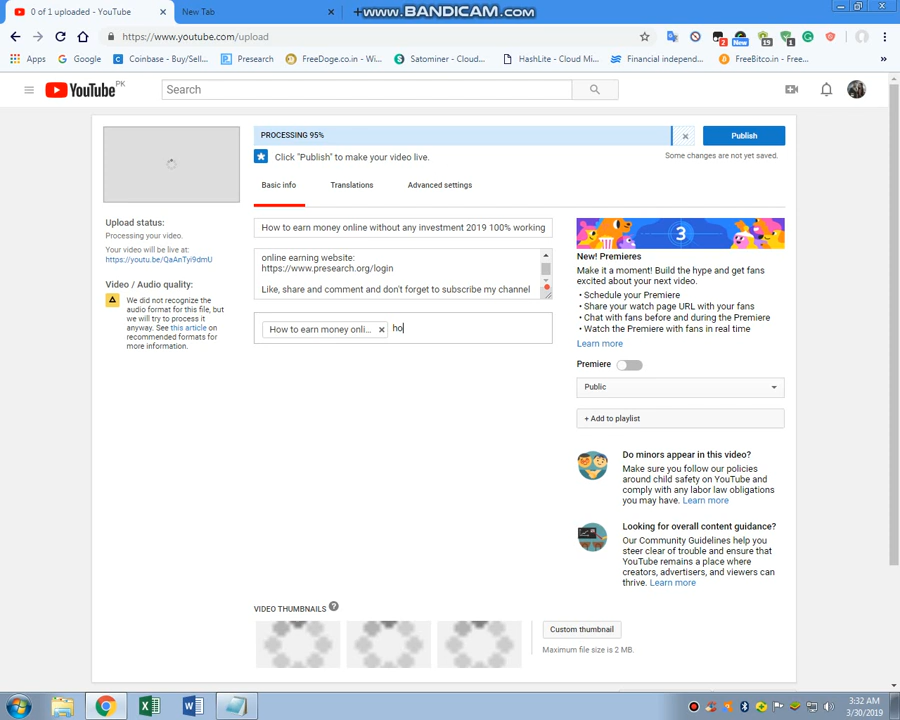 0 of 1 uploaded - YouTube
New Tab
www.BANDICAM.com
https://www.youtube.com/upload
2
New
15
1
Apps
Google
Coinbase - Buy/Sell...
Presearch
FreeDoge.co.in - Wi...
Satominer - Cloud...
HashLite - Cloud Mi...
Financial independ...
FreeBitco.in - Free...
YouTube PK
Search
PROCESSING 95%
Publish
Click "Publish" to make your video live.
Some changes are not yet saved.
Basic info
Translations
Advanced settings
Upload status:
Processing your video.
Your video will be live at:
https://youtu.be/QaAnTyi9dmU
Video / Audio quality:
We did not recognize the
audio format for this file, but
we will try to process it
anyway. See this article on
recommended formats for
more information.
How to earn money online without any investment 2019 100% working
online earning website:
https://www.presearch.org/login
Like, share and comment and don't forget to subscribe my channel
How to earn money onli...
ho
3
New! Premieres
Make it a moment! Build the hype and get fans
excited about your next video.
• Schedule your Premiere
• Share your watch page URL with your fans
• Chat with fans before and during the Premiere
• Watch the Premiere with fans in real time
Learn more
Premiere
Public
+ Add to playlist
Do minors appear in this video?
Make sure you follow our policies
around child safety on YouTube and
comply with any labor law obligations
you may have. Learn more
Looking for overall content guidance?
Our Community Guidelines help you
steer clear of trouble and ensure that
YouTube remains a place where
creators, advertisers, and viewers can
thrive. Learn more
VIDEO THUMBNAILS ?
Custom thumbnail
Maximum file size is 2 MB.
3:32 AM
3/30/2019